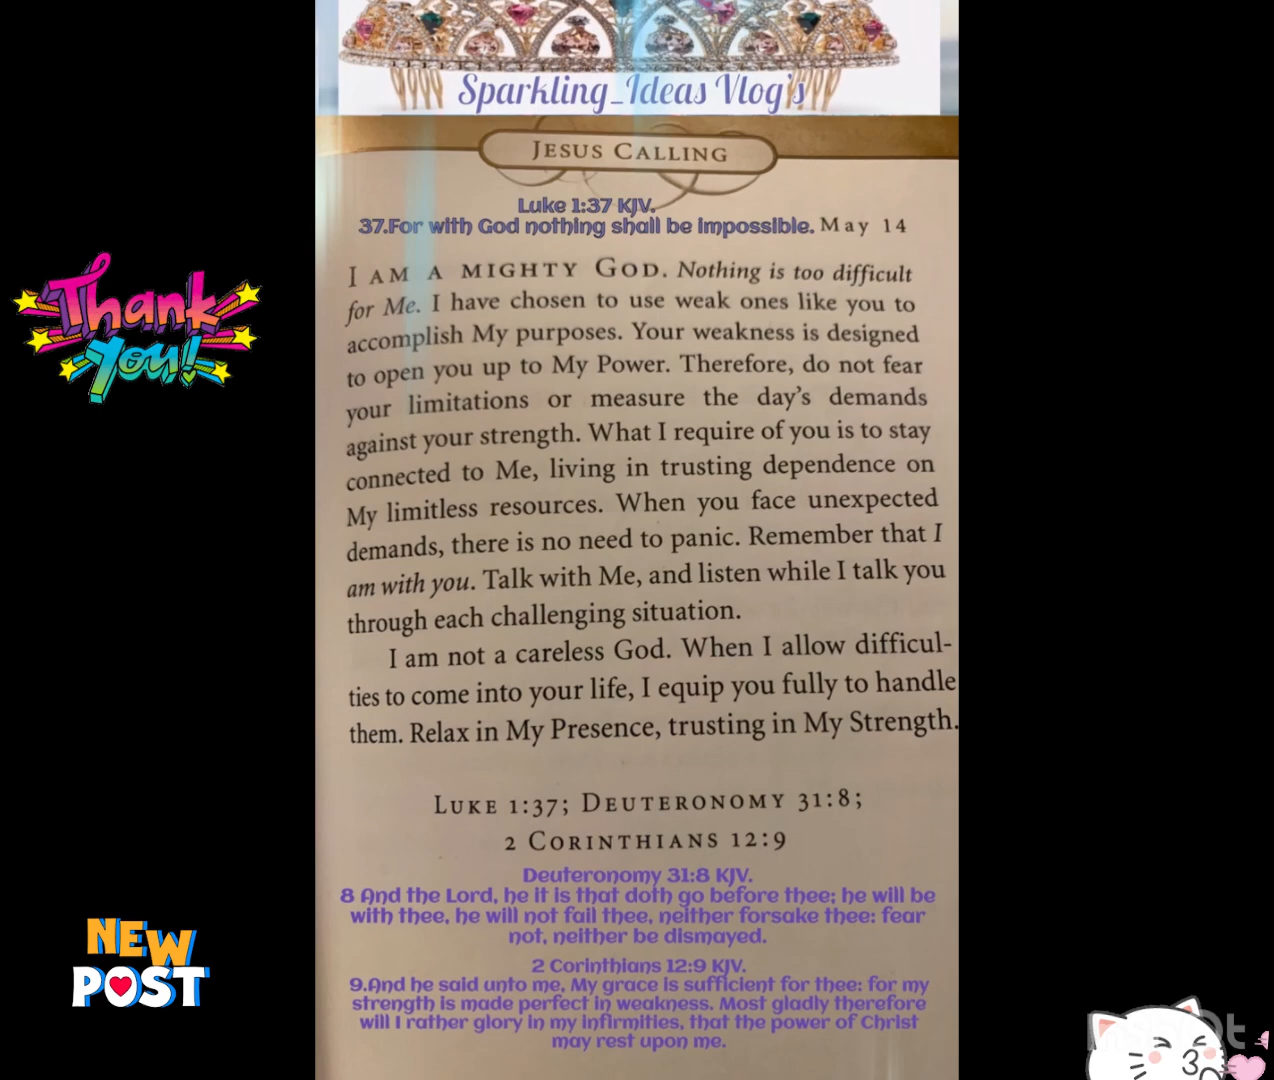 Sparkling_Ideas Vlog's
JESUS CALLING
Luke 1:37 KJV.
37.For with God nothing shall be impossible. May 14
I AM A MIGHTY GOD. Nothing is too difficult
for Me. I have chosen to use weak ones like you to
accomplish My purposes. Your weakness is designed
to open you up to My Power. Therefore, do not fear
your limitations or measure the day's demands
against your strength. What I require of you is to stay
connected to Me, living in trusting dependence on
My limitless resources. When you face unexpected
demands, there is no need to panic. Remember that I
am with you. Talk with Me, and listen while I talk you
through each challenging situation.
I am not a careless God. When I allow difficul-
ties to come into your life, I equip you fully to handle
them. Relax in My Presence, trusting in My Strength.
LUKE 1:37; DEUTERONOMY 31:8;
2 CORINTHIANS 12:9
Deuteronomy 31:8 KJV.
8 And the Lord, he it is that doth go before thee; he will be
with thee, he will not fail thee, neither forsake thee: fear
not, neither be dismayed.
2 Corinthians 12:9 KJV.
9.And he said unto me, My grace is sufficient for thee: for my
strength is made perfect in weakness. Most gladly therefore
will I rather glory in my infirmities, that the power of Christ
may rest upon me.
Thank
You!
NEW
POST